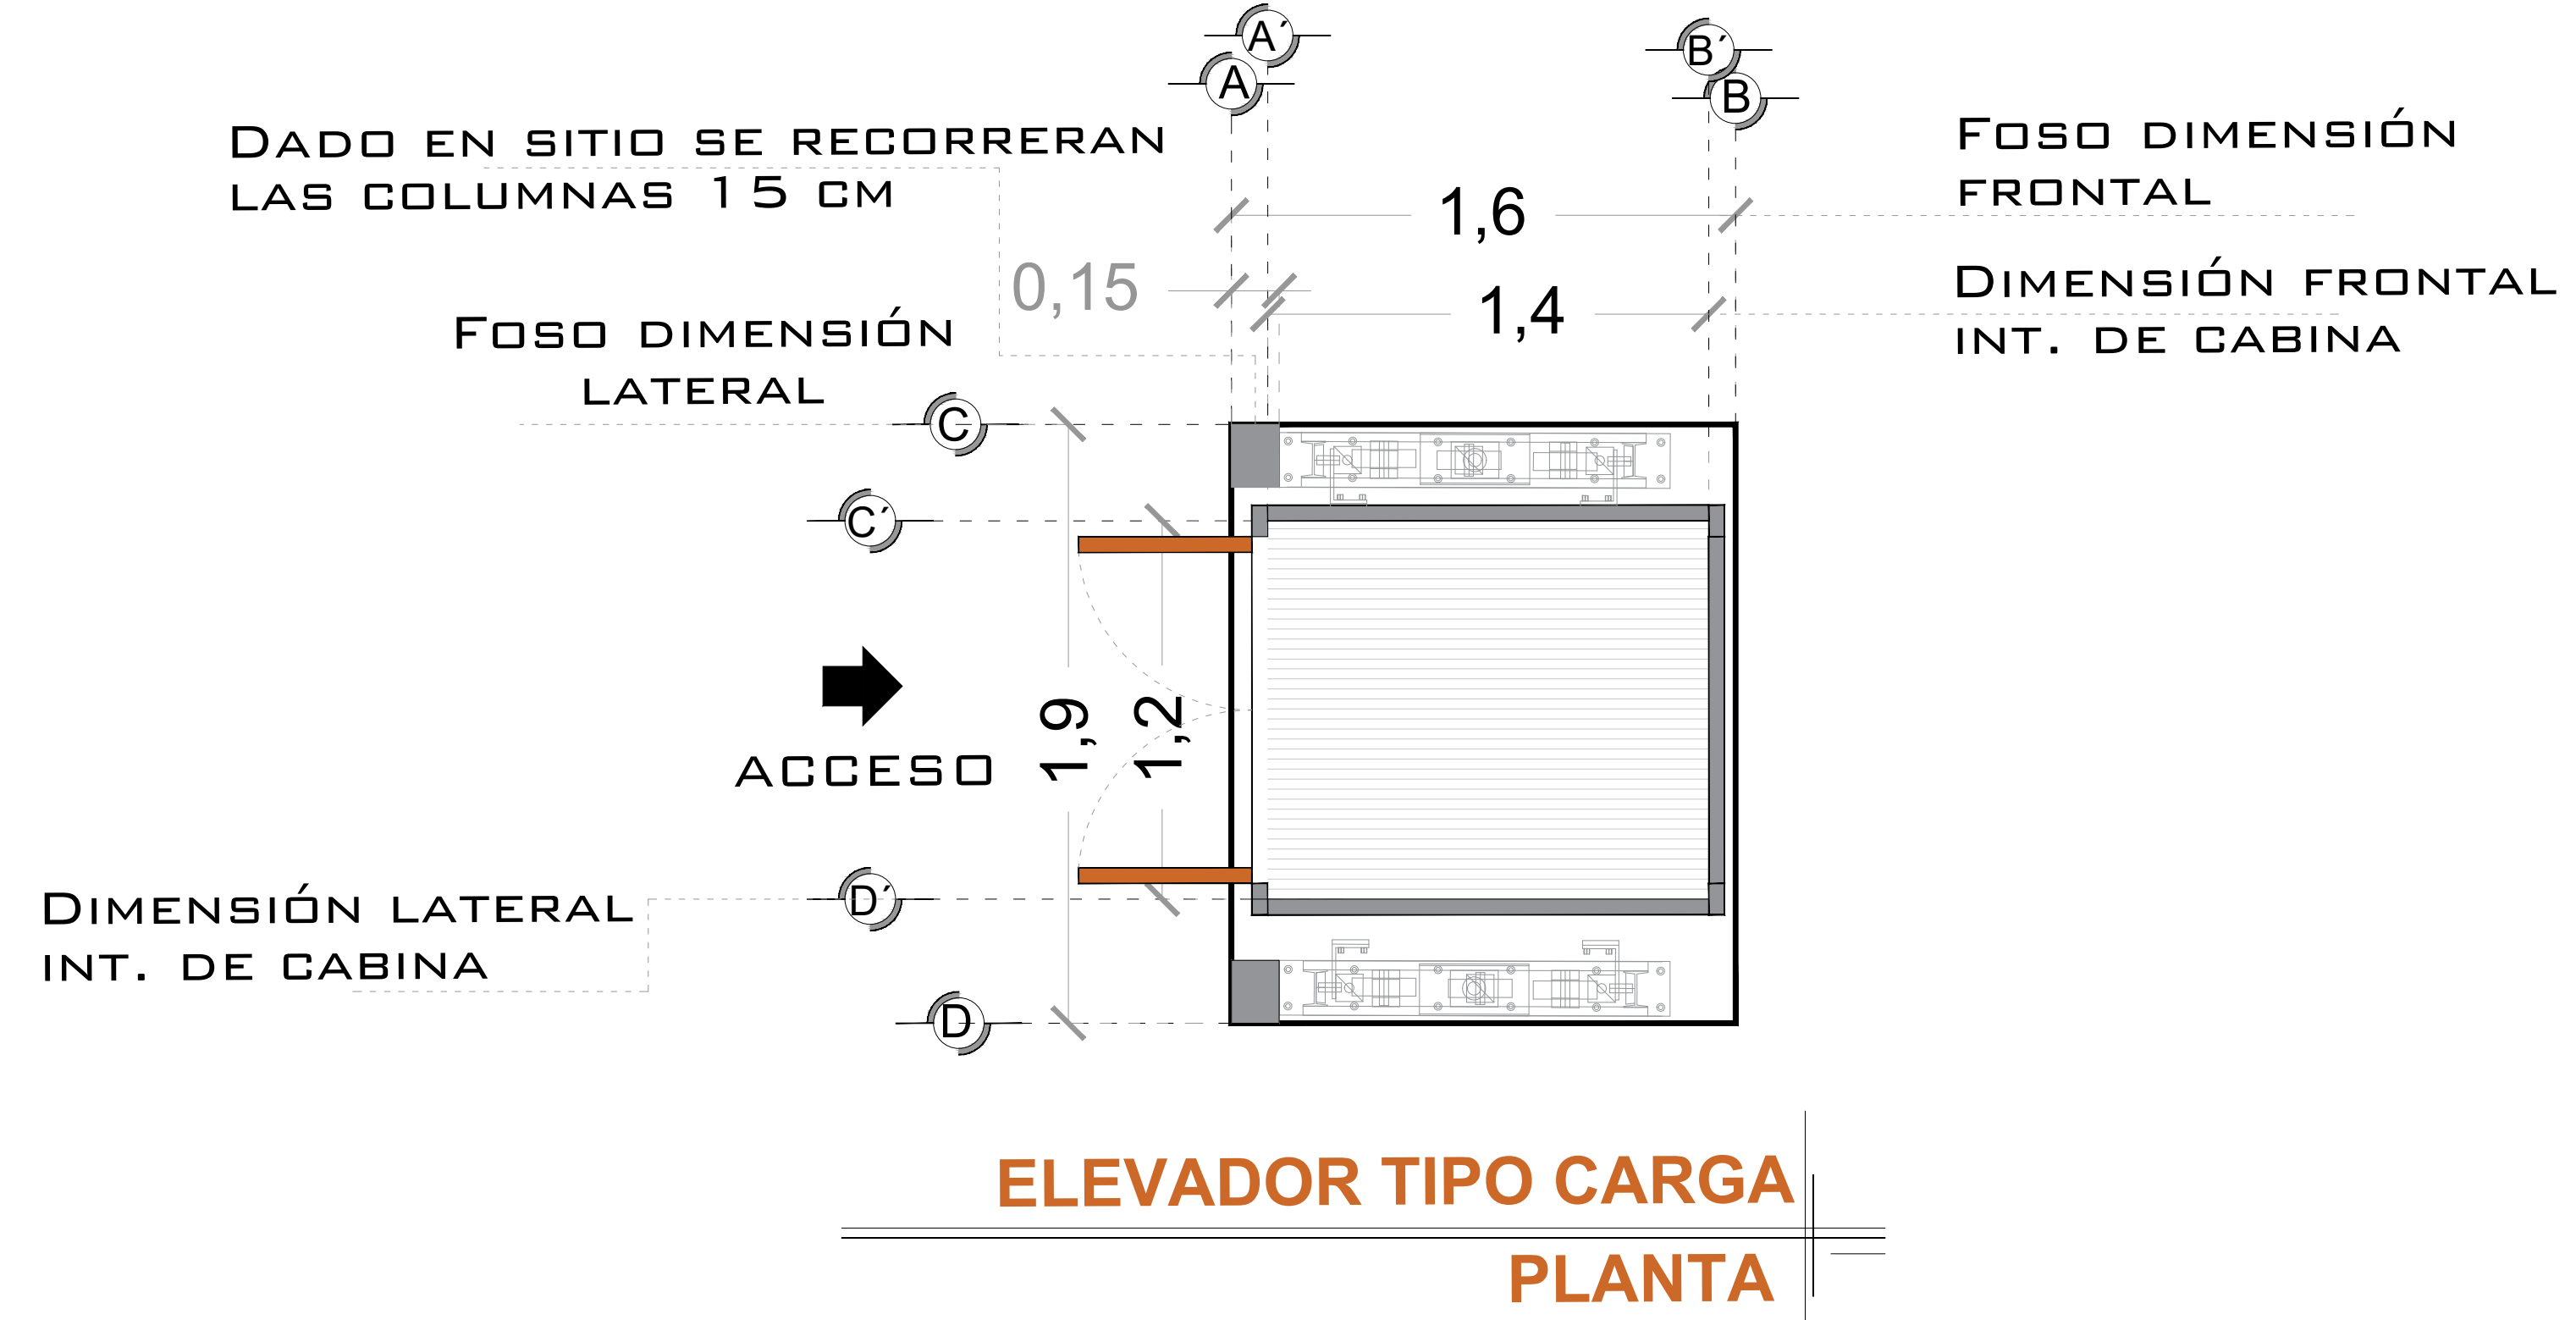 A´
A
B´
B
DADO EN SITIO SE RECORRERAN
LAS COLUMNAS 15 CM
FOSO DIMENSIÓN
FRONTAL
1,6
0,15
1,4
DIMENSIÓN FRONTAL
INT. DE CABINA
FOSO DIMENSIÓN
LATERAL
C
C´
1,9
1,2
ACCESO
D´
DIMENSIÓN LATERAL
INT. DE CABINA
D
ELEVADOR TIPO CARGA
PLANTA